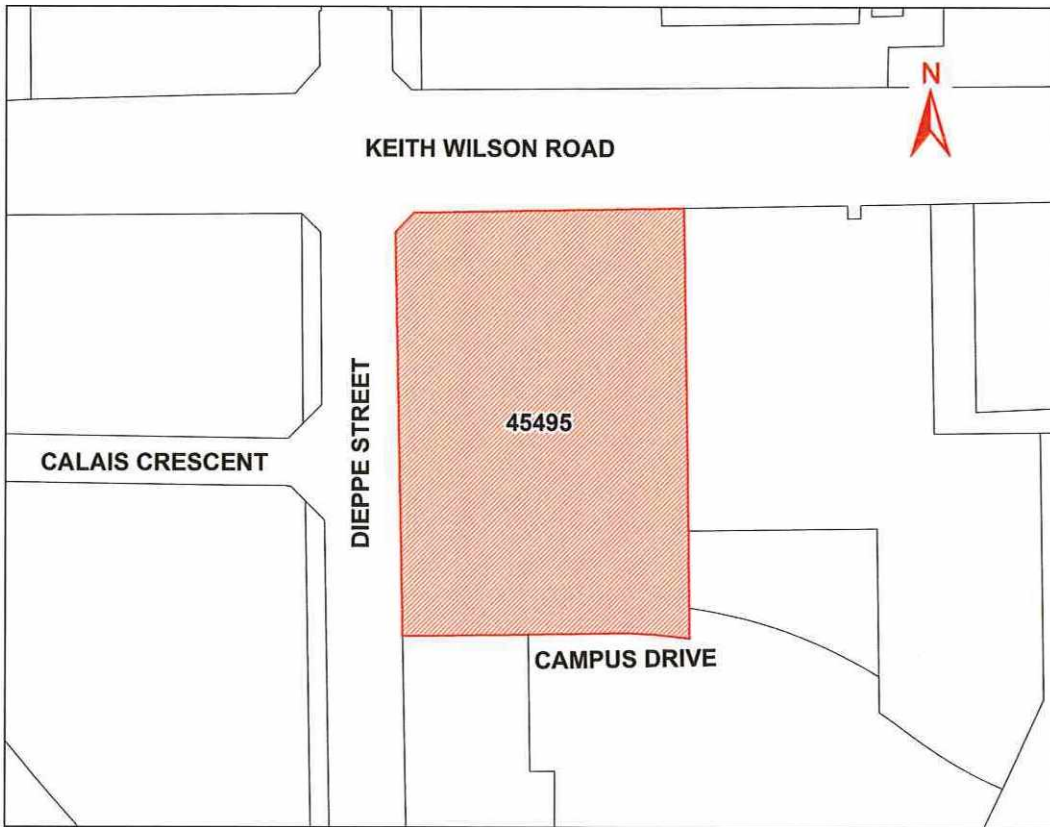 N
KEITH WILSON ROAD
45495
DIEPPE STREET
CALAIS CRESCENT
CAMPUS DRIVE